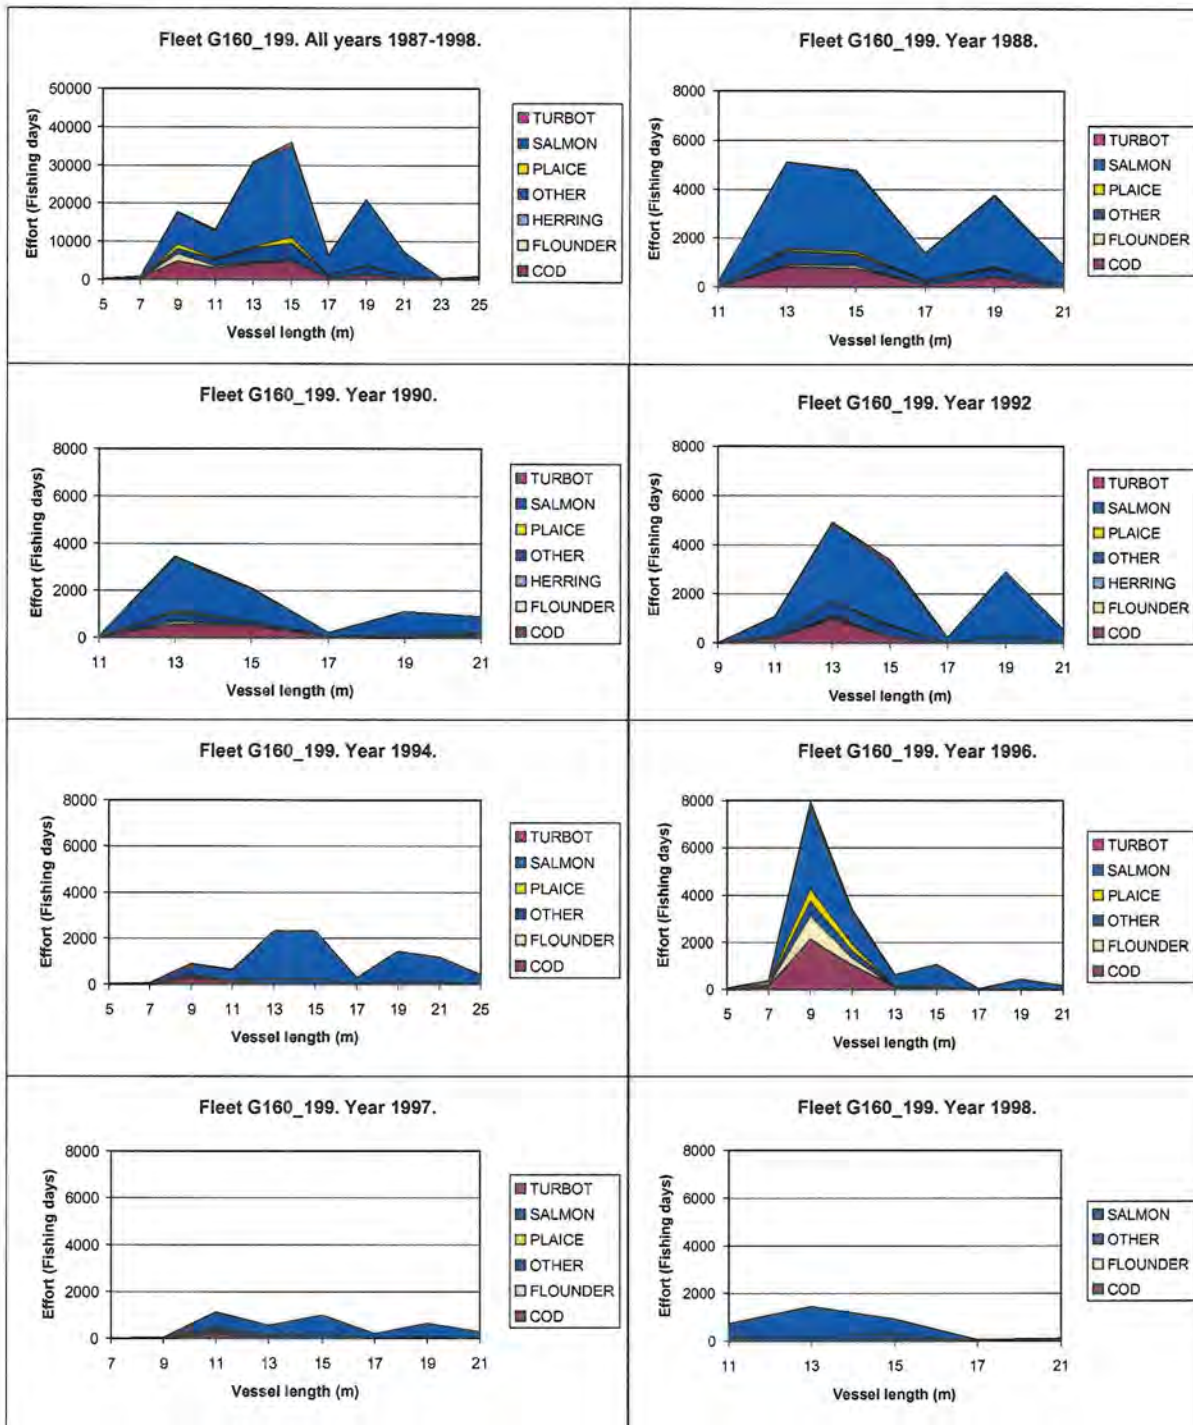 Fleet G160_199. All years 1987-1998.
Effort (Fishing days)
50000
40000
30000
20000
10000
0
5 7 9 11 13 15 17 19 21 23 25
Vessel length (m)
TURBOT
SALMON
PLAICE
OTHER
HERRING
FLOUNDER
COD
Fleet G160_199. Year 1988.
Effort (Fishing days)
8000
6000
4000
2000
0
11 13 15 17 19 21
Vessel length (m)
TURBOT
SALMON
PLAICE
OTHER
FLOUNDER
COD
Fleet G160_199. Year 1990.
Effort (Fishing days)
8000
6000
4000
2000
0
11 13 15 17 19 21
Vessel length (m)
TURBOT
SALMON
PLAICE
OTHER
HERRING
FLOUNDER
COD
Fleet G160_199. Year 1992
Effort (Fishing days)
8000
6000
4000
2000
0
9 11 13 15 17 19 21
Vessel length (m)
TURBOT
SALMON
PLAICE
OTHER
HERRING
FLOUNDER
COD
Fleet G160_199. Year 1994.
Effort (Fishing days)
8000
6000
4000
2000
0
5 7 9 11 13 15 17 19 21 25
Vessel length (m)
TURBOT
SALMON
PLAICE
OTHER
FLOUNDER
COD
Fleet G160_199. Year 1996.
Effort (Fishing days)
8000
6000
4000
2000
0
5 7 9 11 13 15 17 19 21
Vessel length (m)
TURBOT
SALMON
PLAICE
OTHER
FLOUNDER
COD
Fleet G160_199. Year 1997.
Effort (Fishing days)
8000
6000
4000
2000
0
7 9 11 13 15 17 19 21
Vessel length (m)
TURBOT
SALMON
PLAICE
OTHER
FLOUNDER
COD
Fleet G160_199. Year 1998.
Effort (Fishing days)
8000
6000
4000
2000
0
11 13 15 17 21
Vessel length (m)
SALMON
OTHER
FLOUNDER
COD